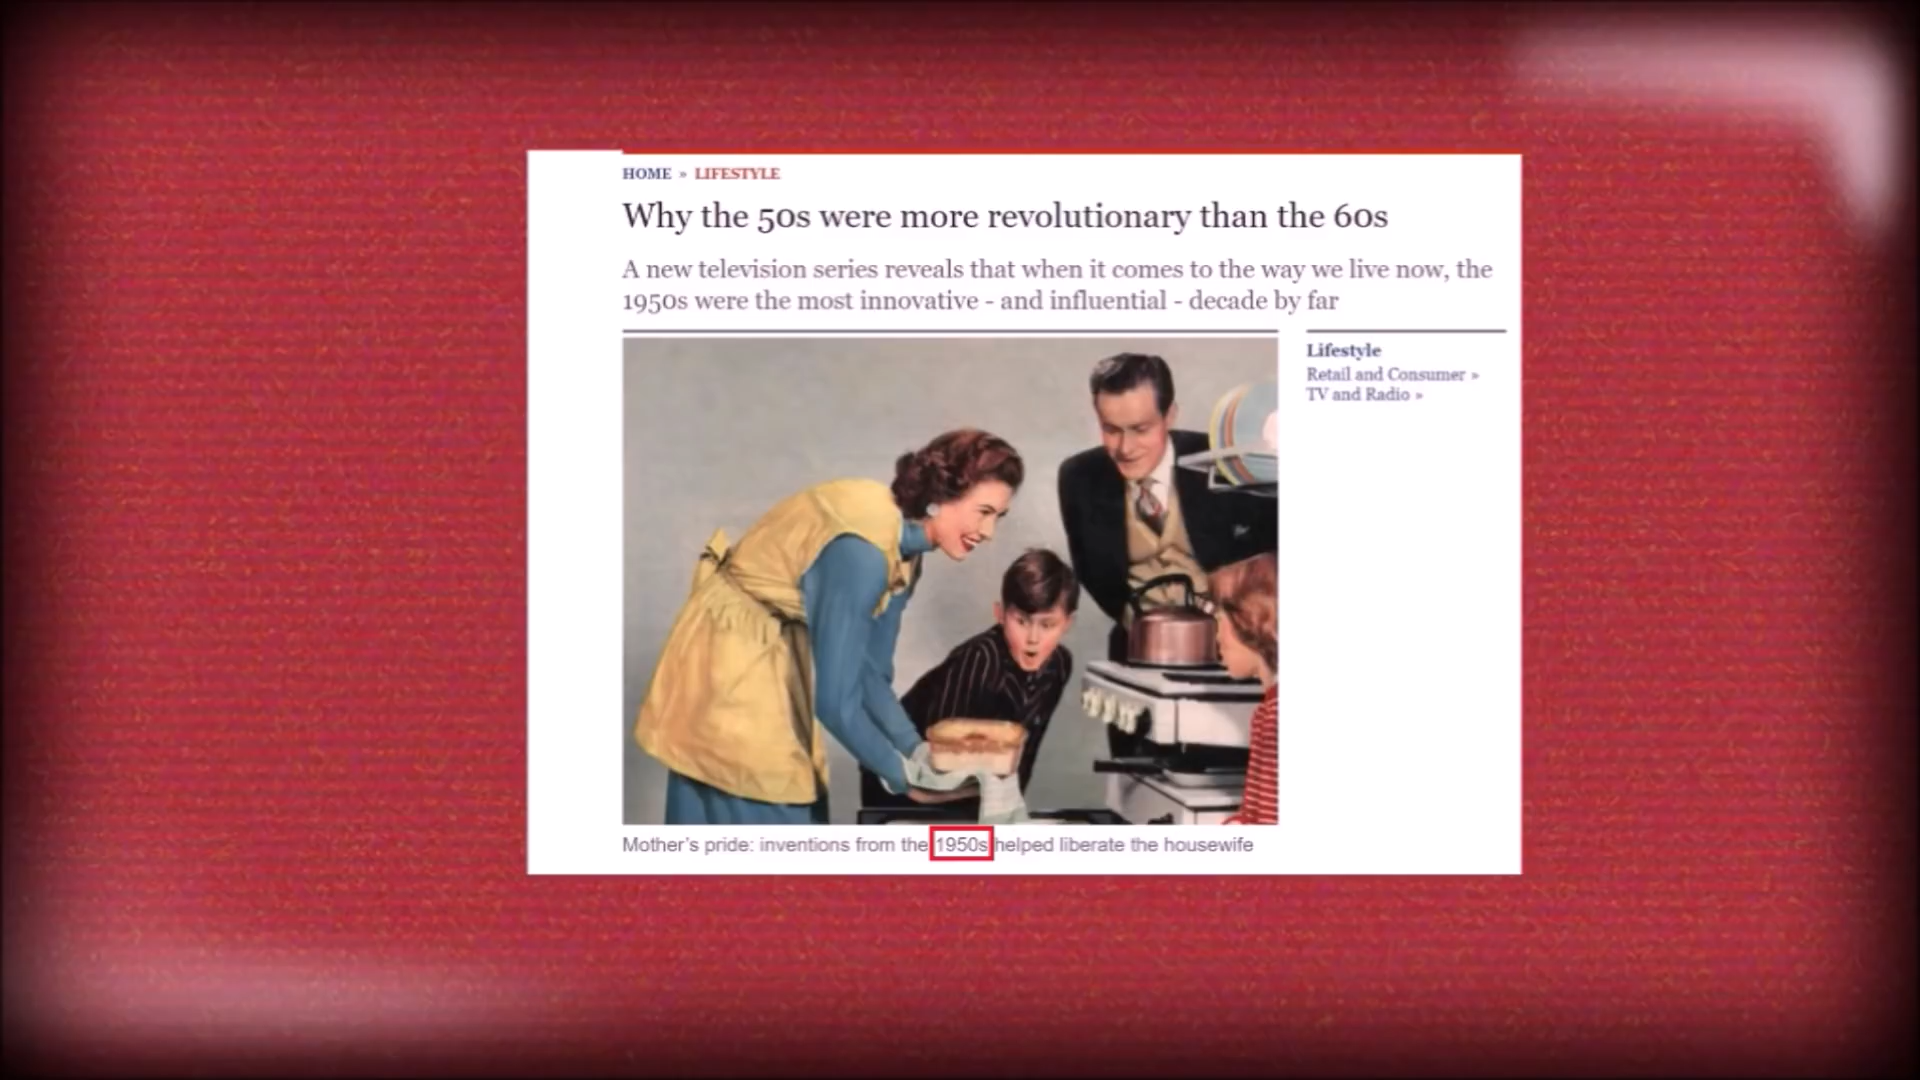 HOME » LIFESTYLE
Why the 50s were more revolutionary than the 60s
A new television series reveals that when it comes to the way we live now, the
1950s were the most innovative - and influential - decade by far
Lifestyle
Retail and Consumer »
TV and Radio »
Mother's pride: inventions from the 1950s helped liberate the housewife